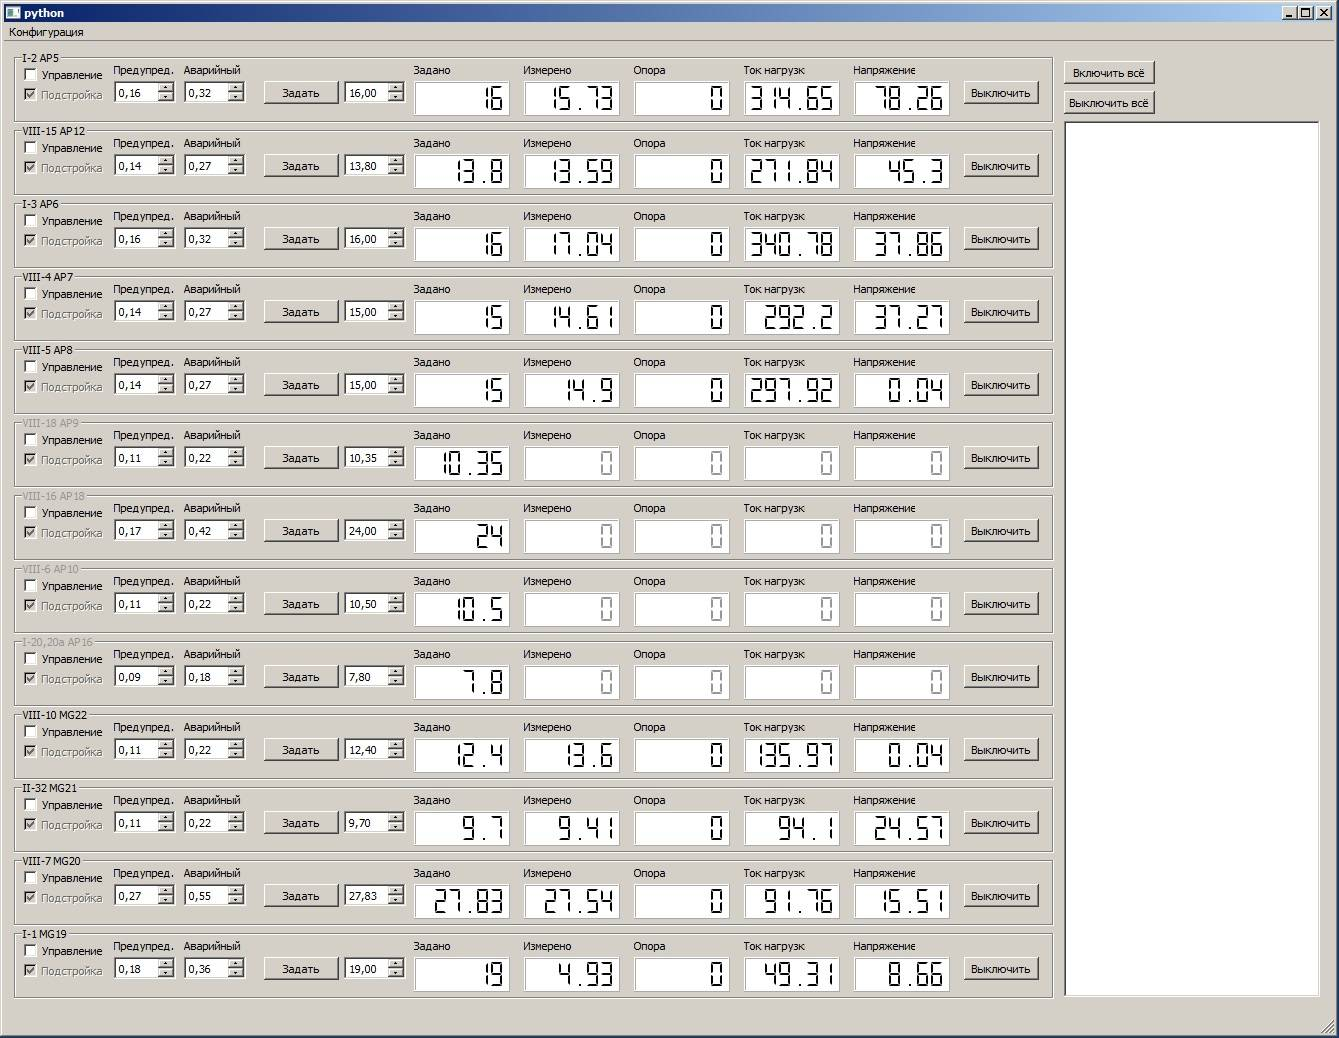 python
Конфигурация
I-2 AP5
Управление Предупред. Аварийный Задано Измерено Опора Ток нагрузк Напряжение
Подстройка 0,16 0,32 Задать 16,00 16 15.73 0 314.65 78.26 Выключить
VIII-15 AP12
Управление Предупред. Аварийный Задано Измерено Опора Ток нагрузк Напряжение
Подстройка 0,14 0,27 Задать 13,80 13.8 13.59 0 271.84 45.3 Выключить
I-3 AP6
Управление Предупред. Аварийный Задано Измерено Опора Ток нагрузк Напряжение
Подстройка 0,16 0,32 Задать 16,00 16 17.04 0 340.78 37.86 Выключить
VIII-4 AP7
Управление Предупред. Аварийный Задано Измерено Опора Ток нагрузк Напряжение
Подстройка 0,14 0,27 Задать 15,00 15 14.61 0 292.2 37.27 Выключить
VIII-5 AP8
Управление Предупред. Аварийный Задано Измерено Опора Ток нагрузк Напряжение
Подстройка 0,14 0,27 Задать 15,00 15 14.9 0 297.92 0.04 Выключить
VIII-18 AP9
Управление Предупред. Аварийный Задано Измерено Опора Ток нагрузк Напряжение
Подстройка 0,11 0,22 Задать 10,35 10.35 0 0 0 0 Выключить
VIII-16 AP18
Управление Предупред. Аварийный Задано Измерено Опора Ток нагрузк Напряжение
Подстройка 0,17 0,42 Задать 24,00 24 0 0 0 0 Выключить
VIII-6 AP10
Управление Предупред. Аварийный Задано Измерено Опора Ток нагрузк Напряжение
Подстройка 0,11 0,22 Задать 10,50 10.5 0 0 0 0 Выключить
I-20,20a AP16
Управление Предупред. Аварийный Задано Измерено Опора Ток нагрузк Напряжение
Подстройка 0,09 0,18 Задать 7,80 7.8 0 0 0 0 Выключить
VIII-10 MG22
Управление Предупред. Аварийный Задано Измерено Опора Ток нагрузк Напряжение
Подстройка 0,11 0,22 Задать 12,40 12.4 13.6 0 135.97 0.04 Выключить
II-32 MG21
Управление Предупред. Аварийный Задано Измерено Опора Ток нагрузк Напряжение
Подстройка 0,11 0,22 Задать 9,70 9.7 9.41 0 94.1 24.57 Выключить
VIII-7 MG20
Управление Предупред. Аварийный Задано Измерено Опора Ток нагрузк Напряжение
Подстройка 0,27 0,55 Задать 27,83 27.83 27.54 0 91.76 15.51 Выключить
I-1 MG19
Управление Предупред. Аварийный Задано Измерено Опора Ток нагрузк Напряжение
Подстройка 0,18 0,36 Задать 19,00 19 4.93 0 49.31 8.66 Выключить
Включить всё
Выключить всё